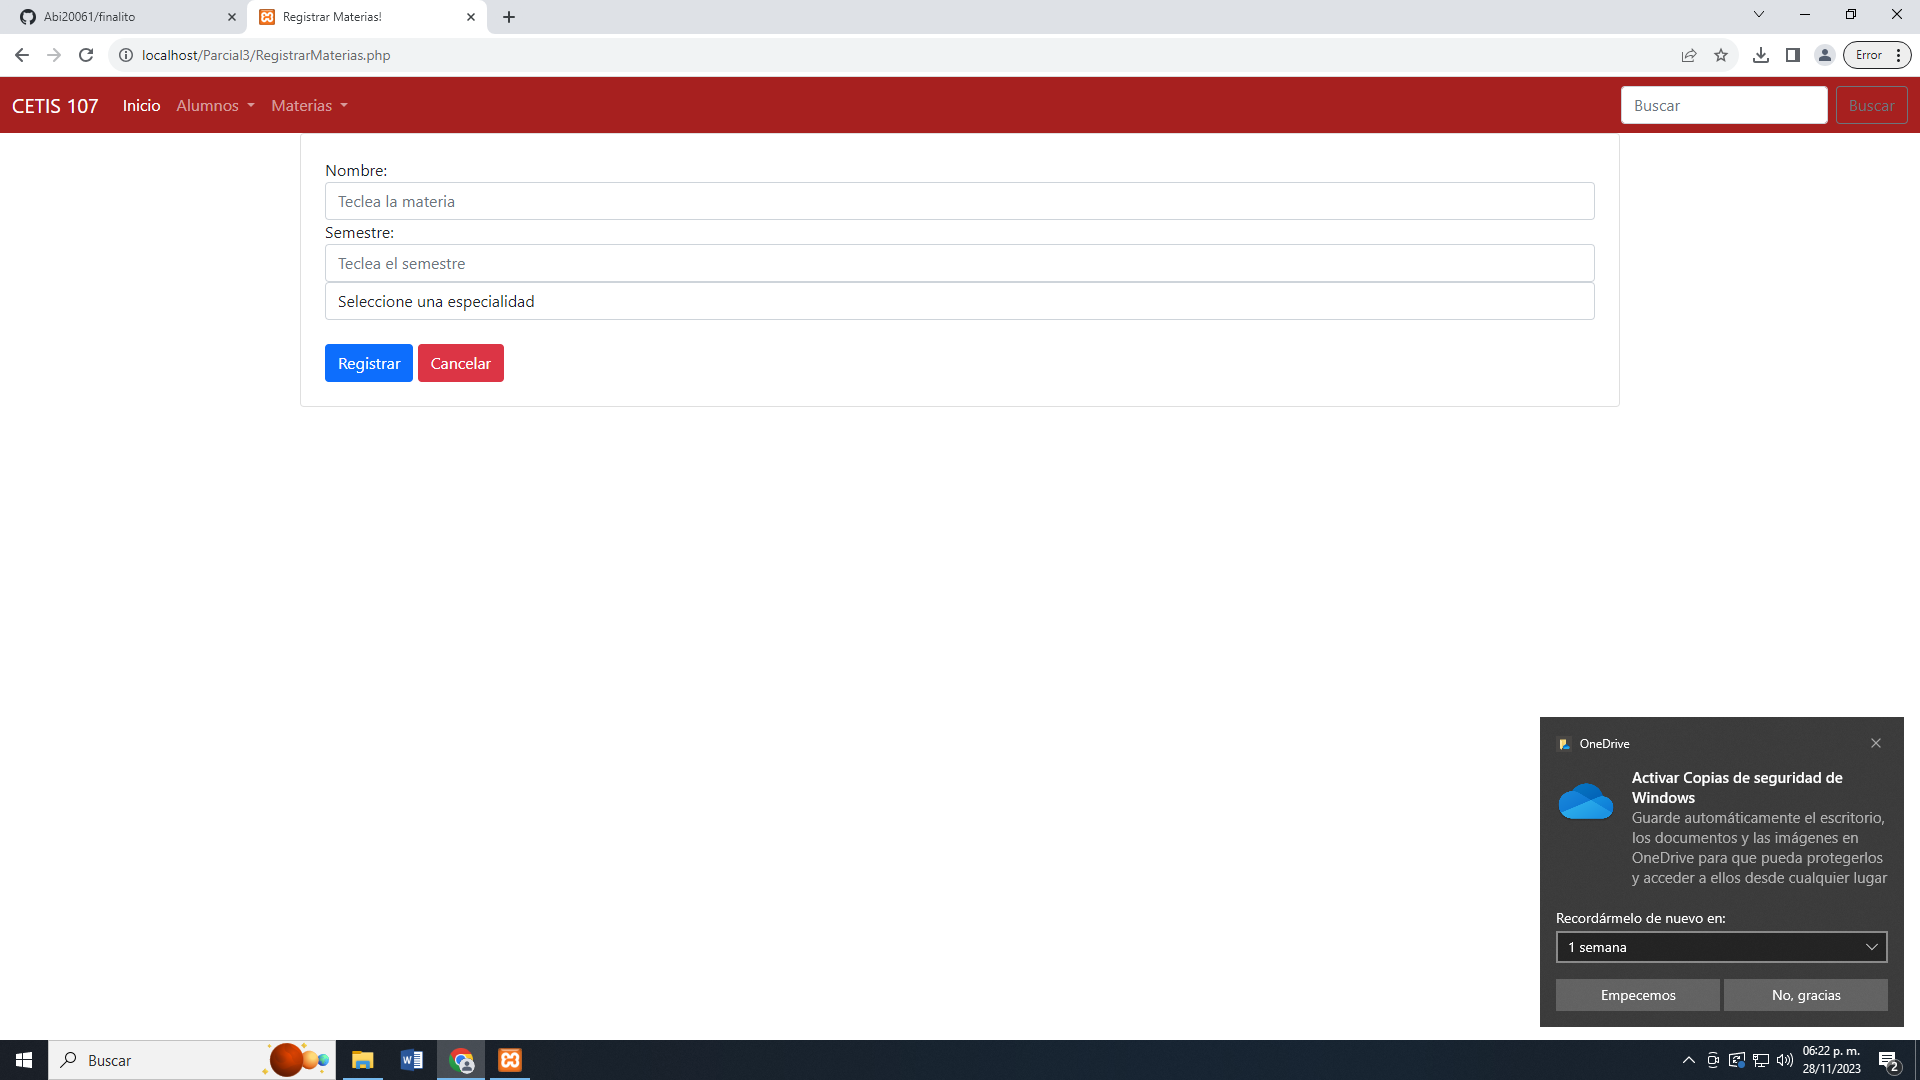 Abi20061/finalito
Registrar Materias!
localhost/Parcial3/RegistrarMaterias.php
Error
CETIS 107
Inicio
Alumnos
Materias
Buscar
Buscar
Nombre:
Teclea la materia
Semestre:
Teclea el semestre
Seleccione una especialidad
Registrar
Cancelar
OneDrive
Activar Copias de seguridad de
Windows
Guarde automáticamente el escritorio,
los documentos y las imágenes en
OneDrive para que pueda protegerlos
y acceder a ellos desde cualquier lugar
Recordármelo de nuevo en:
1 semana
Empecemos
No, gracias
Buscar
06:22 p. m.
28/11/2023
2